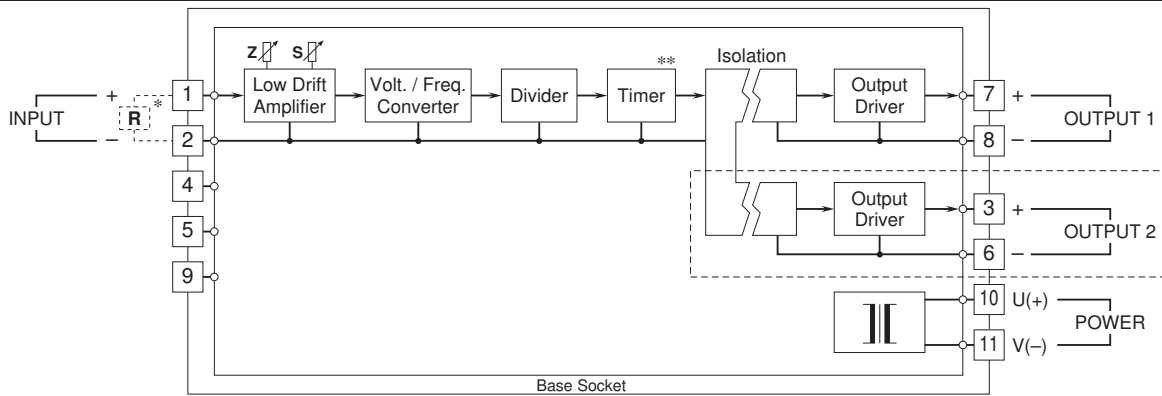 Z
S
**
Isolation
INPUT
+
–
R
*
1
2
4
5
9
Low Drift
Amplifier
Volt. / Freq.
Converter
Divider
Timer
Output
Driver
7
+
8
–
OUTPUT 1
Output
Driver
3
+
6
–
OUTPUT 2
10
U(+)
11
V(–)
POWER
Base Socket